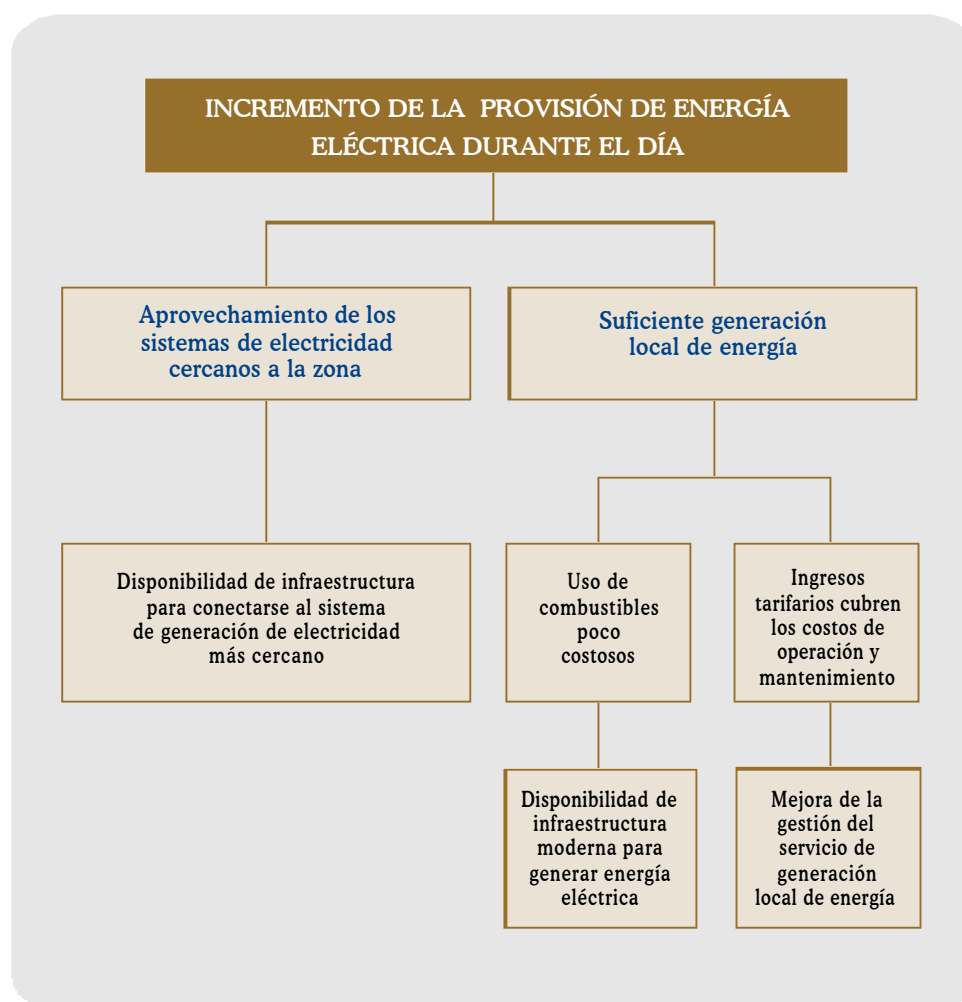 INCREMENTO DE LA PROVISIÓN DE ENERGÍA
ELÉCTRICA DURANTE EL DÍA
Aprovechamiento de los
sistemas de electricidad
cercanos a la zona
Suficiente generación
local de energía
Disponibilidad de infraestructura
para conectarse al sistema
de generación de electricidad
más cercano
Uso de
combustibles
poco
costosos
Ingresos
tarifarios cubren
los costos de
operación y
mantenimiento
Disponibilidad de
infraestructura
moderna para
generar energía
eléctrica
Mejora de la
gestión del
servicio de
generación
local de energía